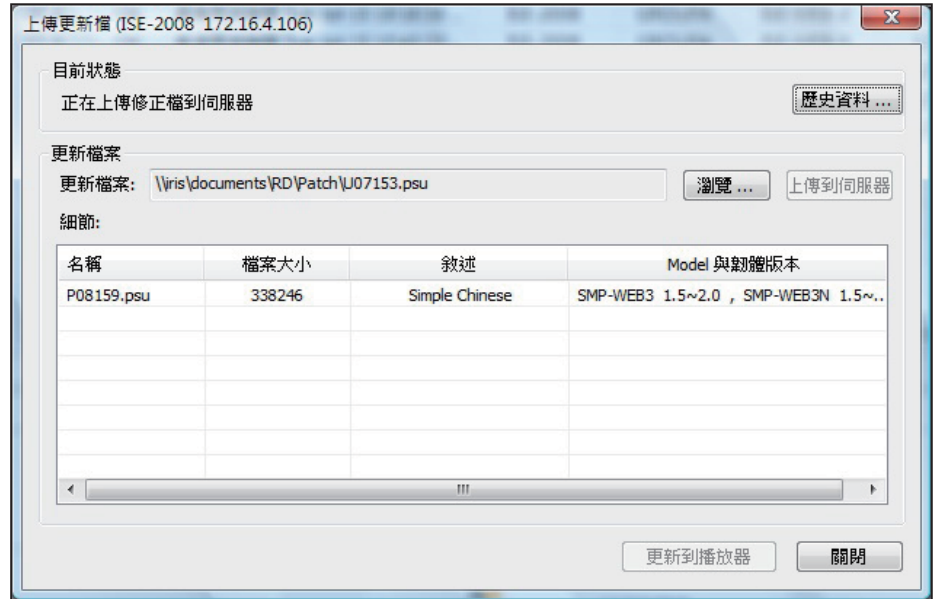 上傳更新檔 (ISE-2008 172.16.4.106)
目前狀態
正在上傳修正檔到伺服器
歷史資料 ...
更新檔案
更新檔案: \\iris\documents\RD\Patch\U07153.psu 瀏覽 ... 上傳到伺服器
細節:
名稱 檔案大小 敘述 Model 與韌體版本
P08159.psu 338246 Simple Chinese SMP-WEB3 1.5~2.0 , SMP-WEB3N 1.5~..
更新到播放器 關閉